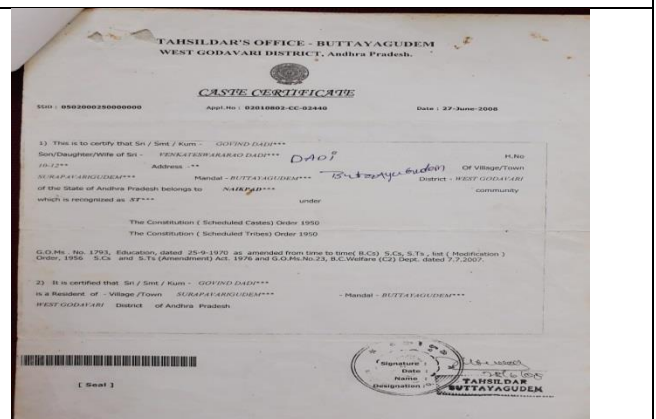 TAHSILDAR'S OFFICE - BUTTAYAGUDEM
WEST GODAVARI DISTRICT, Andhra Pradesh.
CASTE CERTIFICATE
SSID : 0502000250000000 Appl.No : 02010802-CC-02440 Date : 27-June-2008
1) This is to certify that Sri / Smt / Kum - GOVIND DADI***
Son/Daughter/Wife of Sri - VENKATESWARARAO DADI*** DADI H.No
10-12** Address -** Buttayagudem Of Village/Town
SURAPAVARIGUDEM*** Mandal - BUTTAYAGUDEM*** District - WEST GODAVARI
of the State of Andhra Pradesh belongs to NAIKPAD*** community
which is recognized as ST*** under
The Constitution ( Scheduled Castes) Order 1950
The Constitution ( Scheduled Tribes) Order 1950
G.O.Ms . No. 1793, Education, dated 25-9-1970 as amended from time to time( B.Cs) S.Cs, S.Ts , list ( Modification )
Order, 1956 S.Cs and S.Ts (Amendment) Act. 1976 and G.O.Ms.No.23, B.C.Welfare (C2) Dept. dated 7.7.2007.
2) It is certified that Sri / Smt / Kum - GOVIND DADI***
is a Resident of - Village /Town SURAPAVARIGUDEM*** - Mandal - BUTTAYAGUDEM***
WEST GODAVARI District of Andhra Pradesh
Signature :
Date :
Name :
Designation :
[ Seal ]
TAHSILDAR
BUTTAYAGUDEM